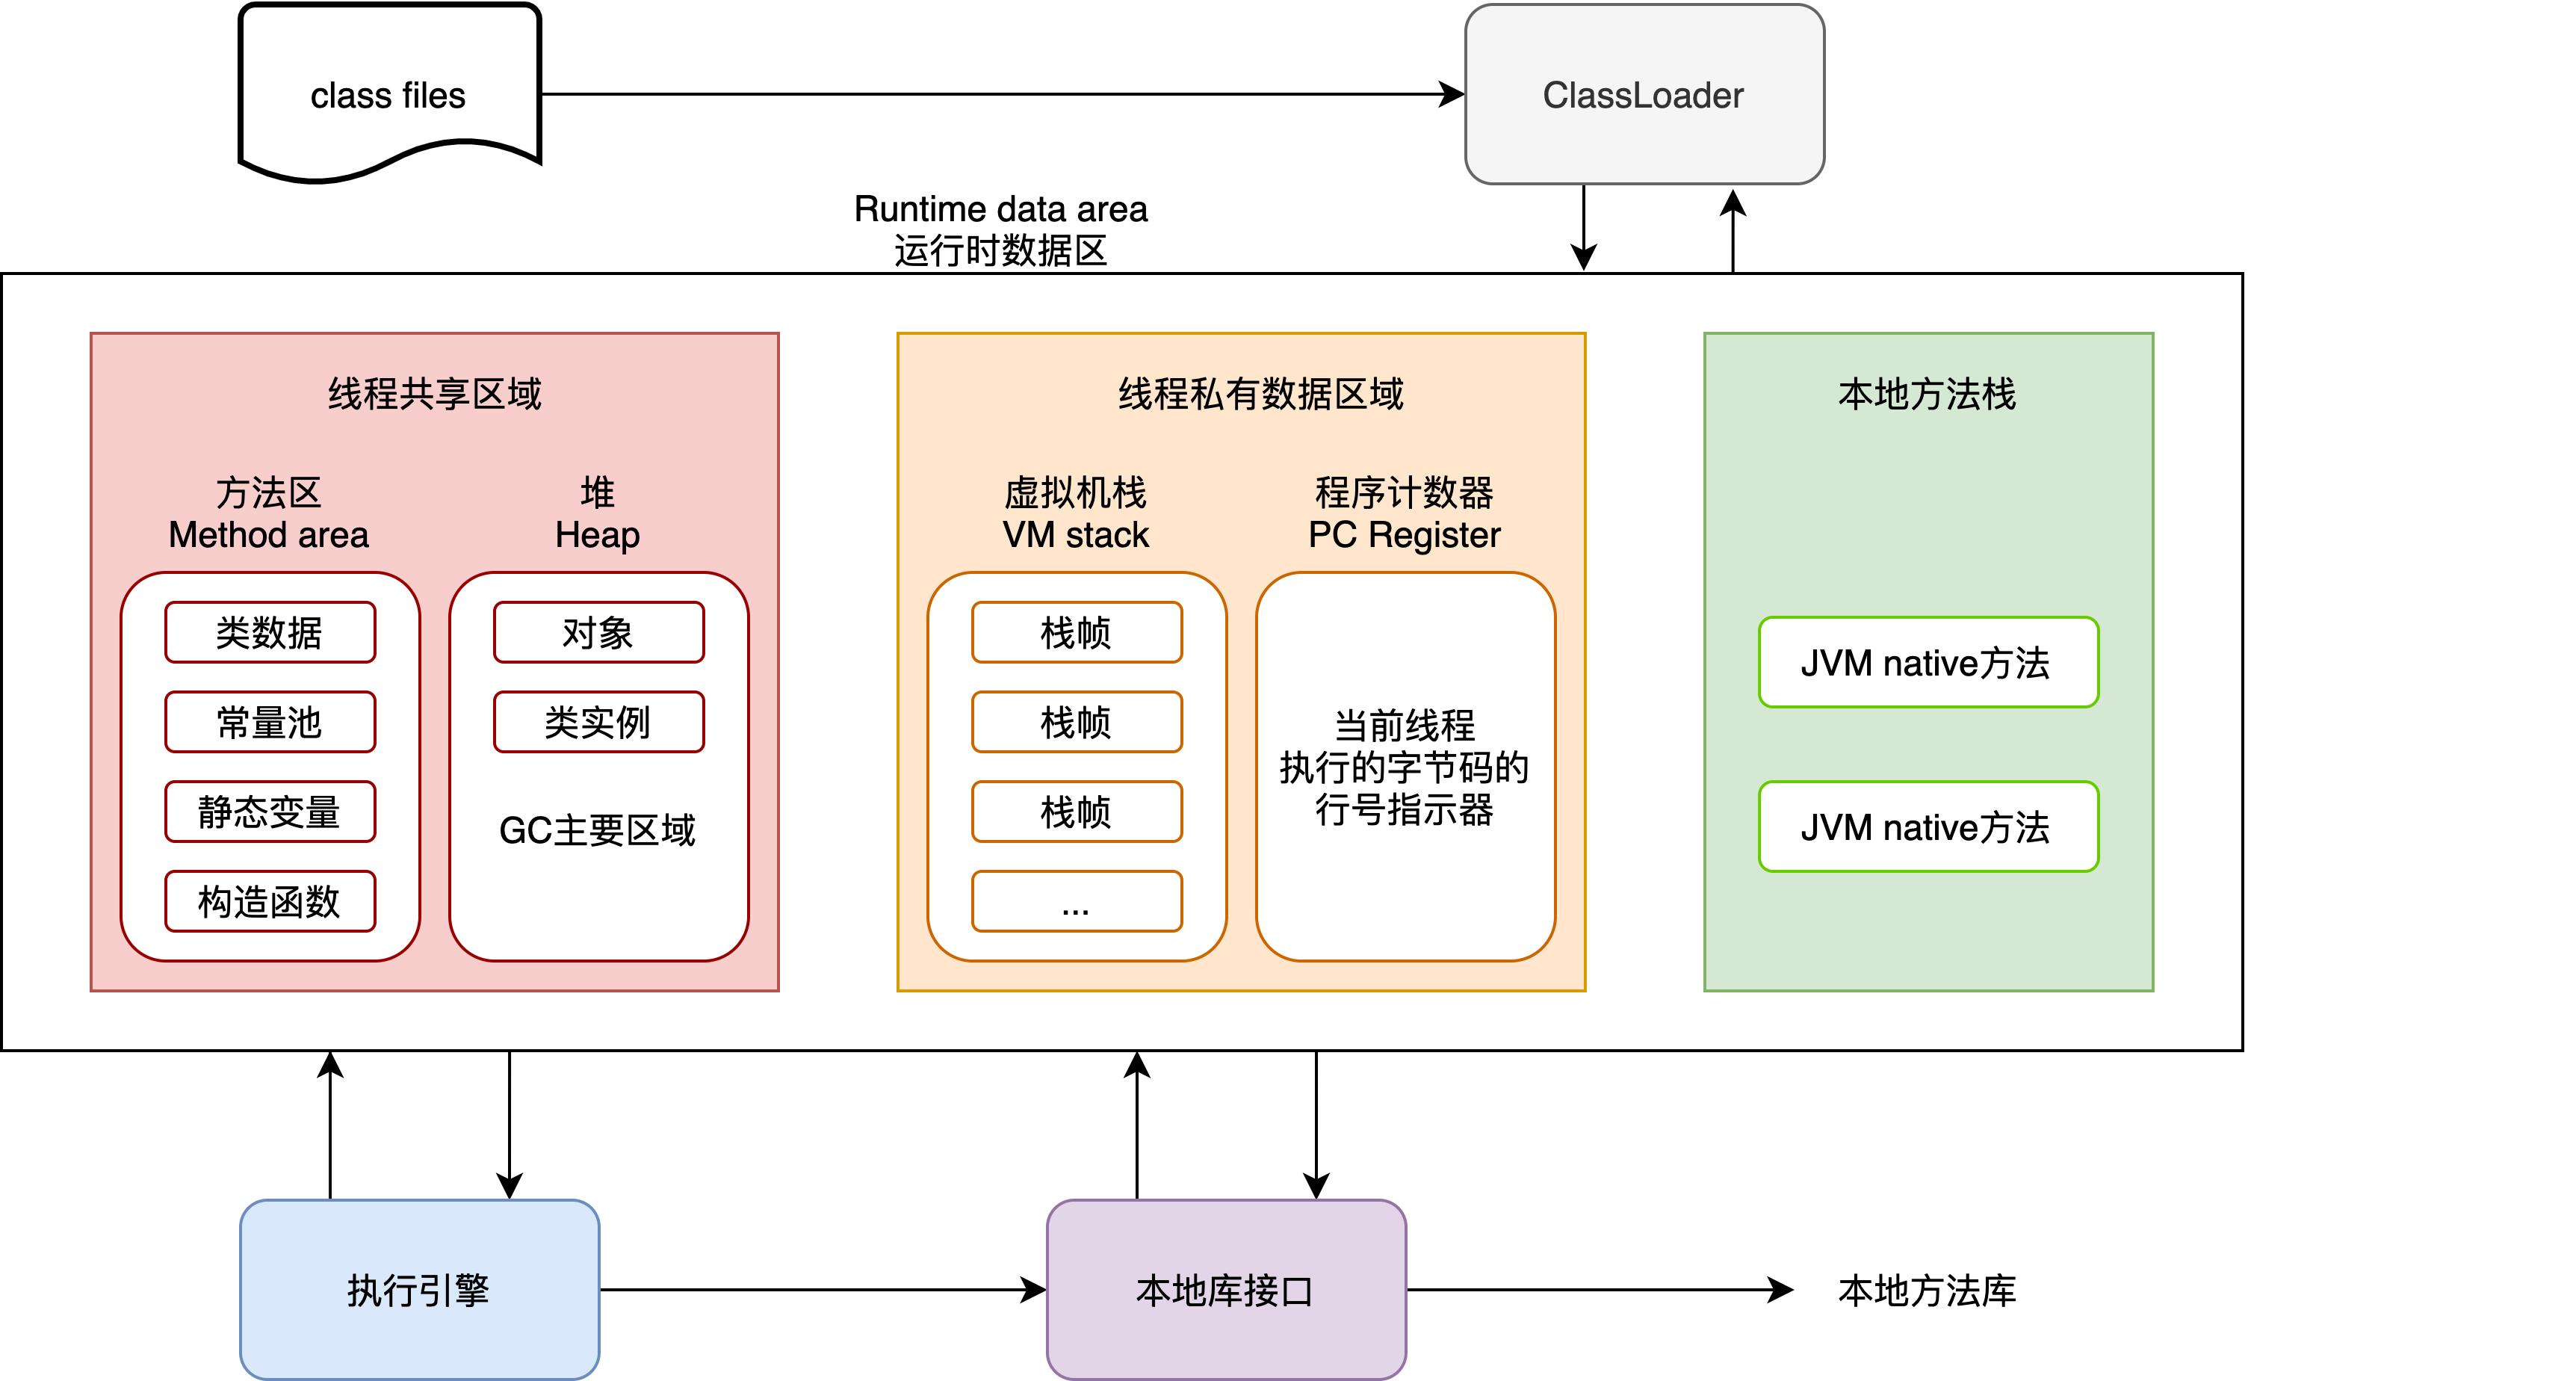 class files
ClassLoader
Runtime data area
运行时数据区
线程共享区域
方法区
Method area
类数据
常量池
静态变量
构造函数
堆
Heap
对象
类实例
GC主要区域
线程私有数据区域
虚拟机栈
VM stack
栈帧
栈帧
栈帧
...
程序计数器
PC Register
当前线程
执行的字节码的
行号指示器
本地方法栈
JVM native方法
JVM native方法
执行引擎
本地库接口
本地方法库